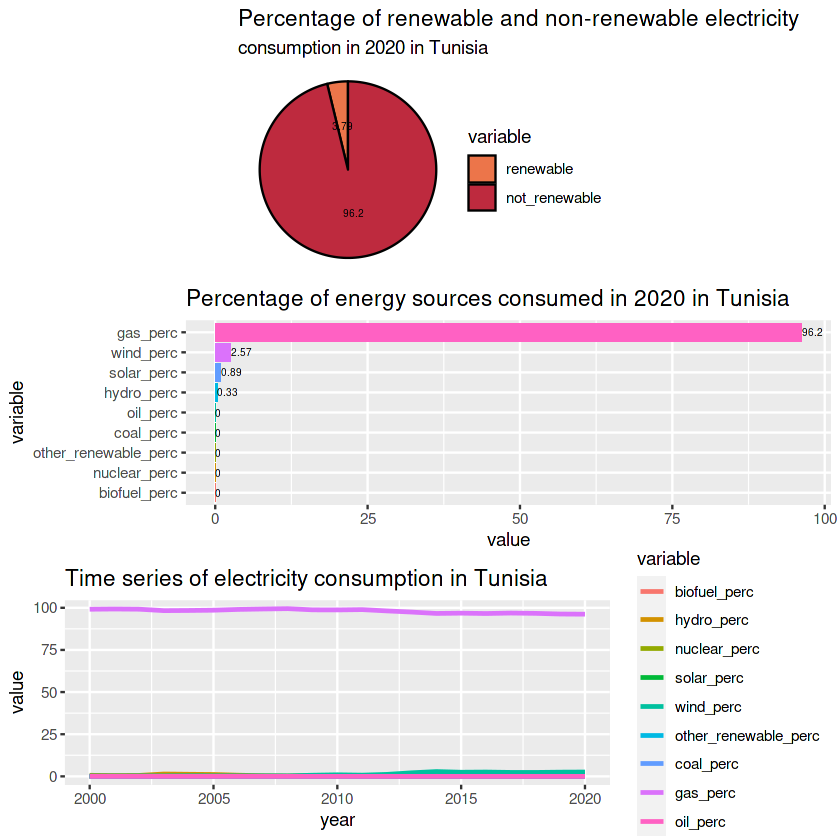 Percentage of renewable and non-renewable electricity
consumption in 2020 in Tunisia
3.79
96.2
variable
renewable
not_renewable
Percentage of energy sources consumed in 2020 in Tunisia
variable
gas_perc
96.2
wind_perc
2.57
solar_perc
0.89
hydro_perc
0.33
oil_perc
0
coal_perc
0
other_renewable_perc
0
nuclear_perc
0
biofuel_perc
0
0 25 50 75 100
value
Time series of electricity consumption in Tunisia
value
100
75
50
25
0
2000 2005 2010 2015 2020
year
variable
biofuel_perc
hydro_perc
nuclear_perc
solar_perc
wind_perc
other_renewable_perc
coal_perc
gas_perc
oil_perc